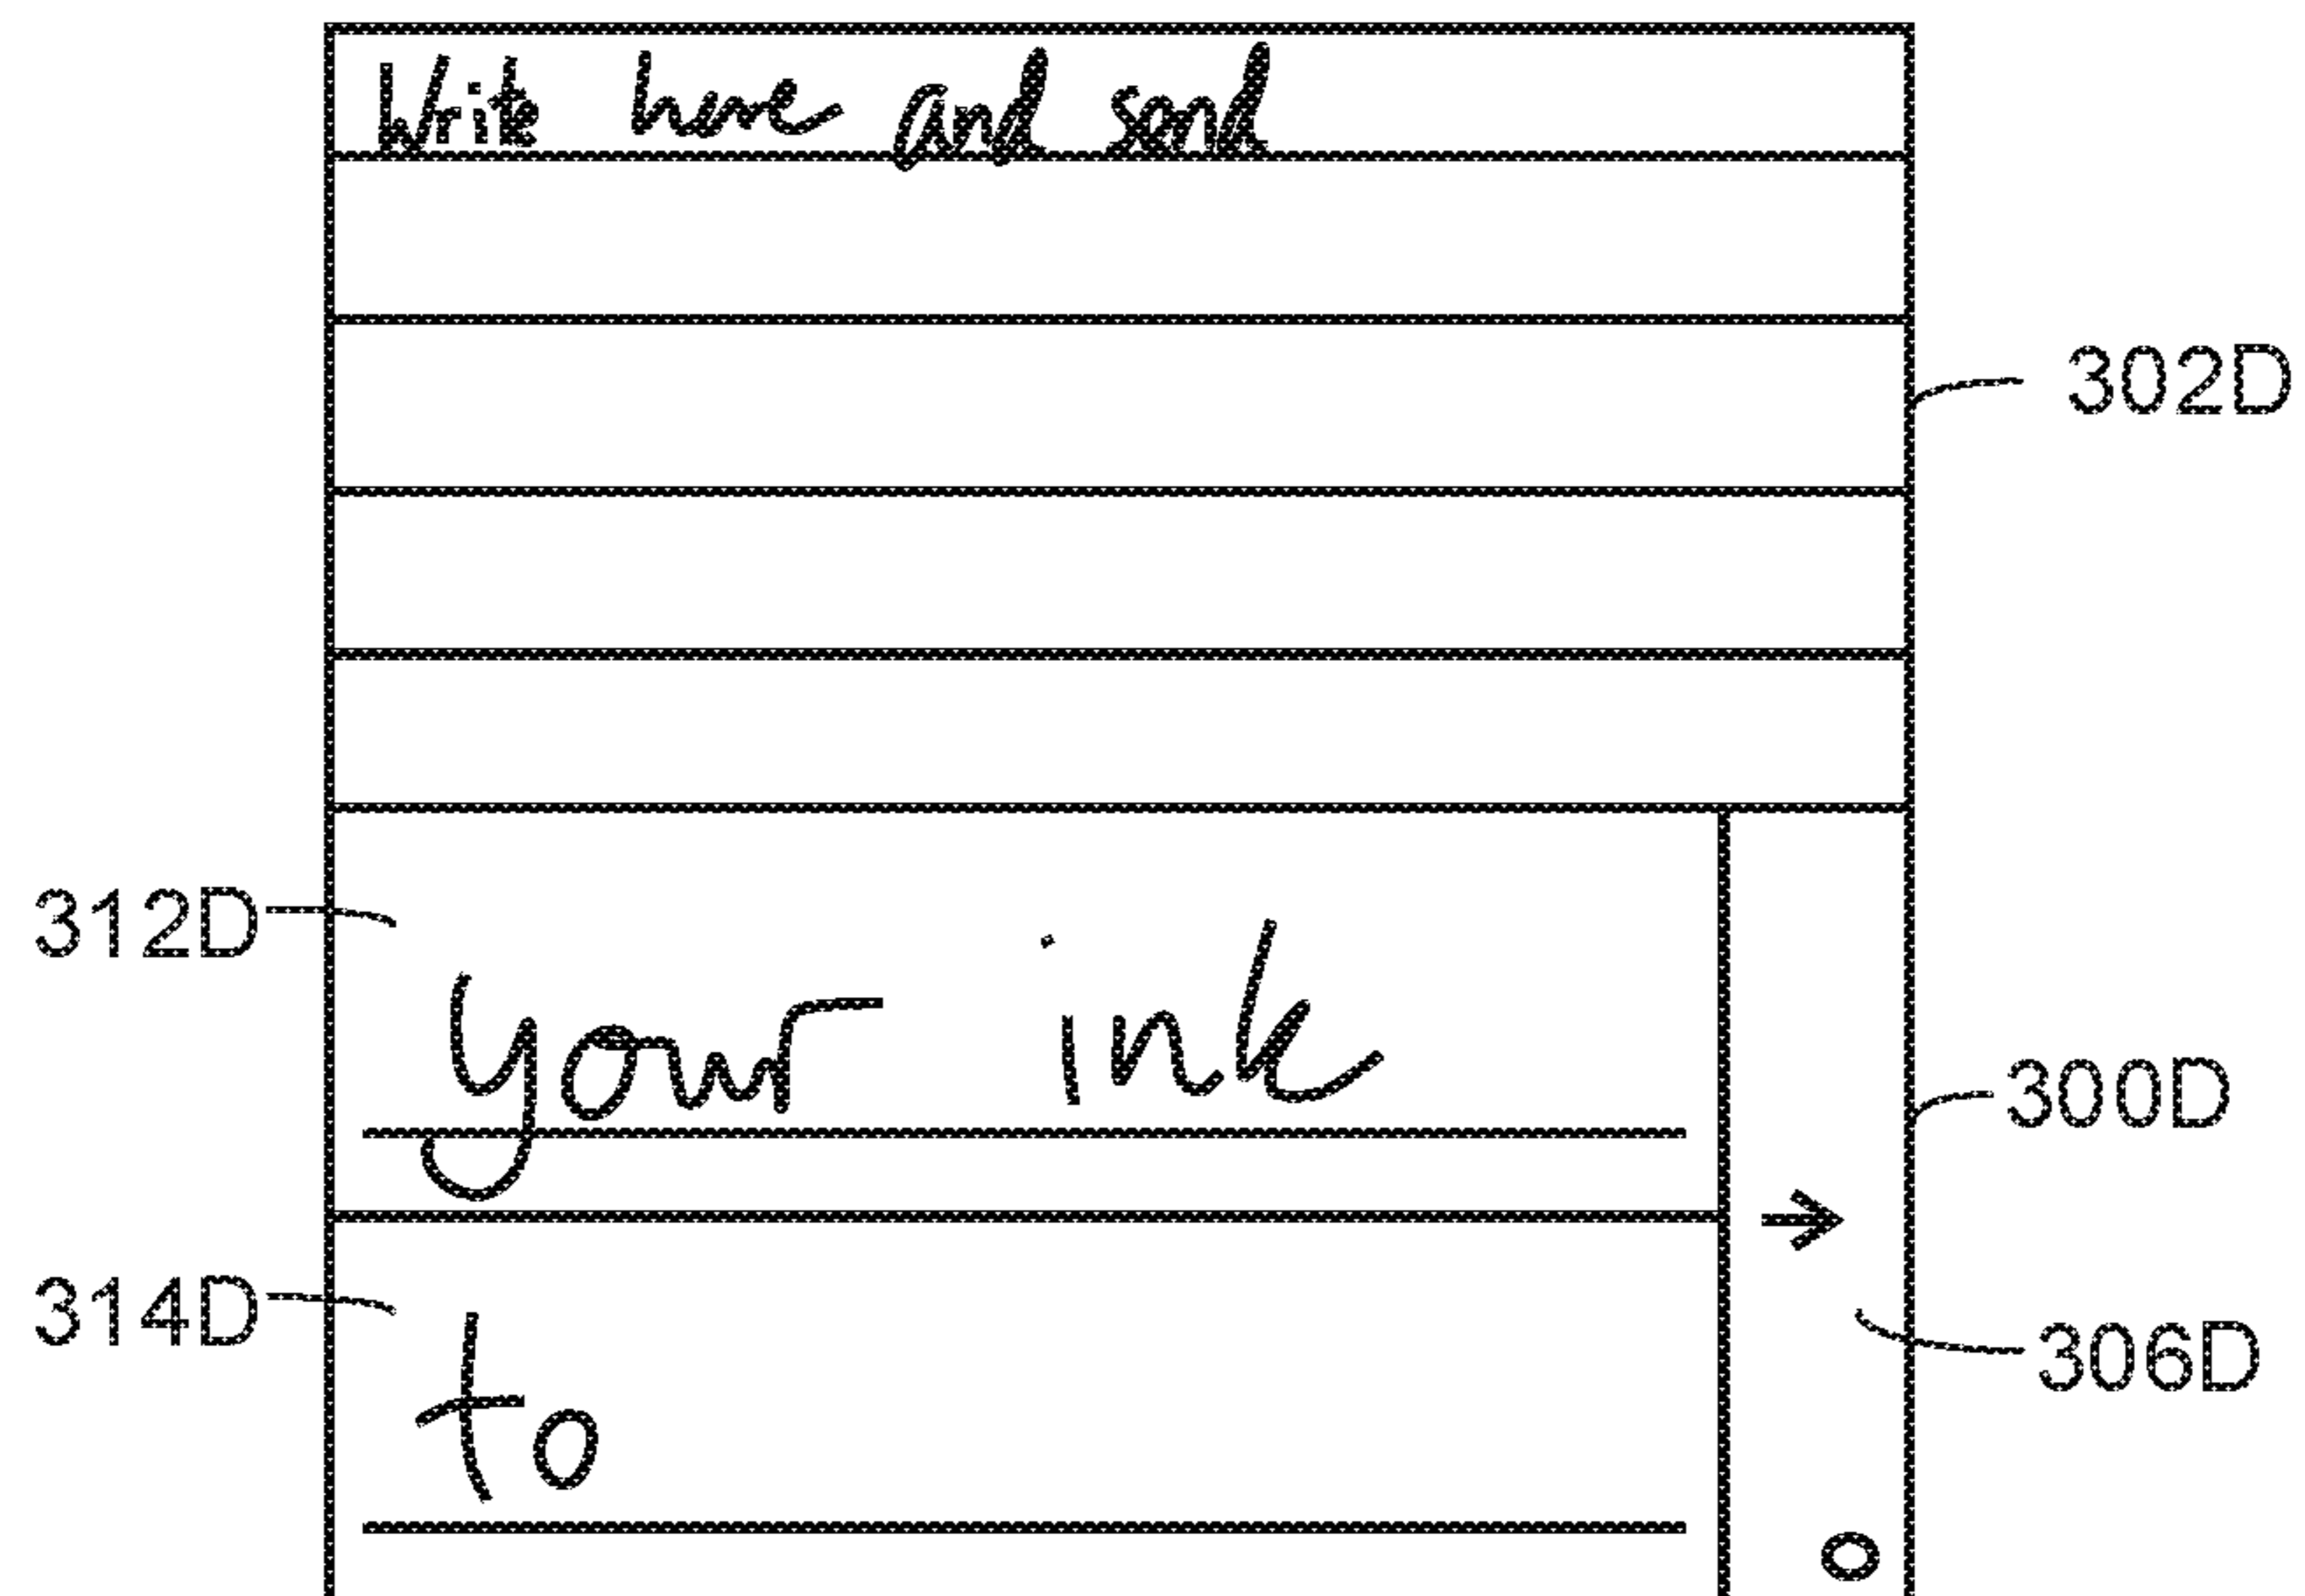 Write here and send
302D
312D
your ink
300D
314D
306D
to